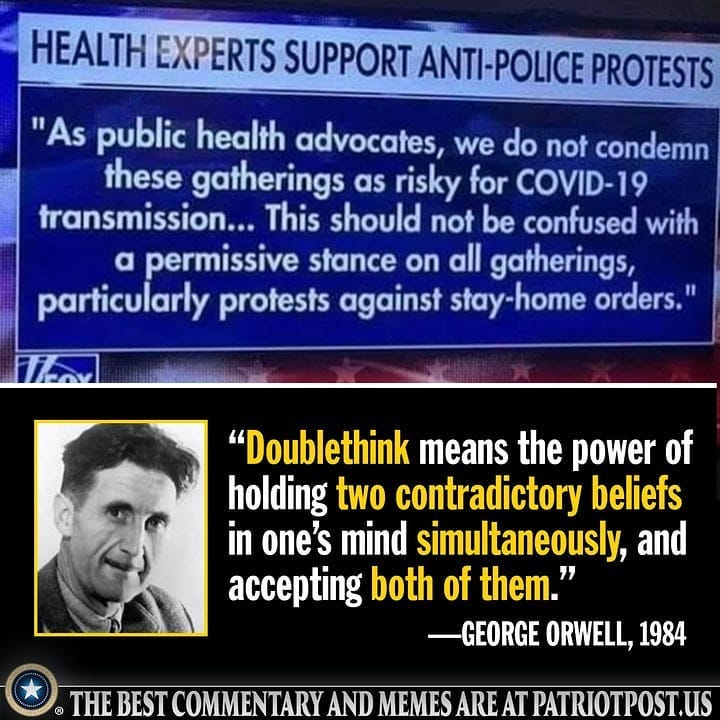 HEALTH EXPERTS SUPPORT ANTI-POLICE PROTESTS
"As public health advocates, we do not condemn
these gatherings as risky for COVID-19
transmission... This should not be confused with
a permissive stance on all gatherings,
particularly protests against stay-home orders."
FOX
“Doublethink means the power of
holding two contradictory beliefs
in one’s mind simultaneously, and
accepting both of them.”
—GEORGE ORWELL, 1984
® THE BEST COMMENTARY AND MEMES ARE AT PATRIOTPOST.US